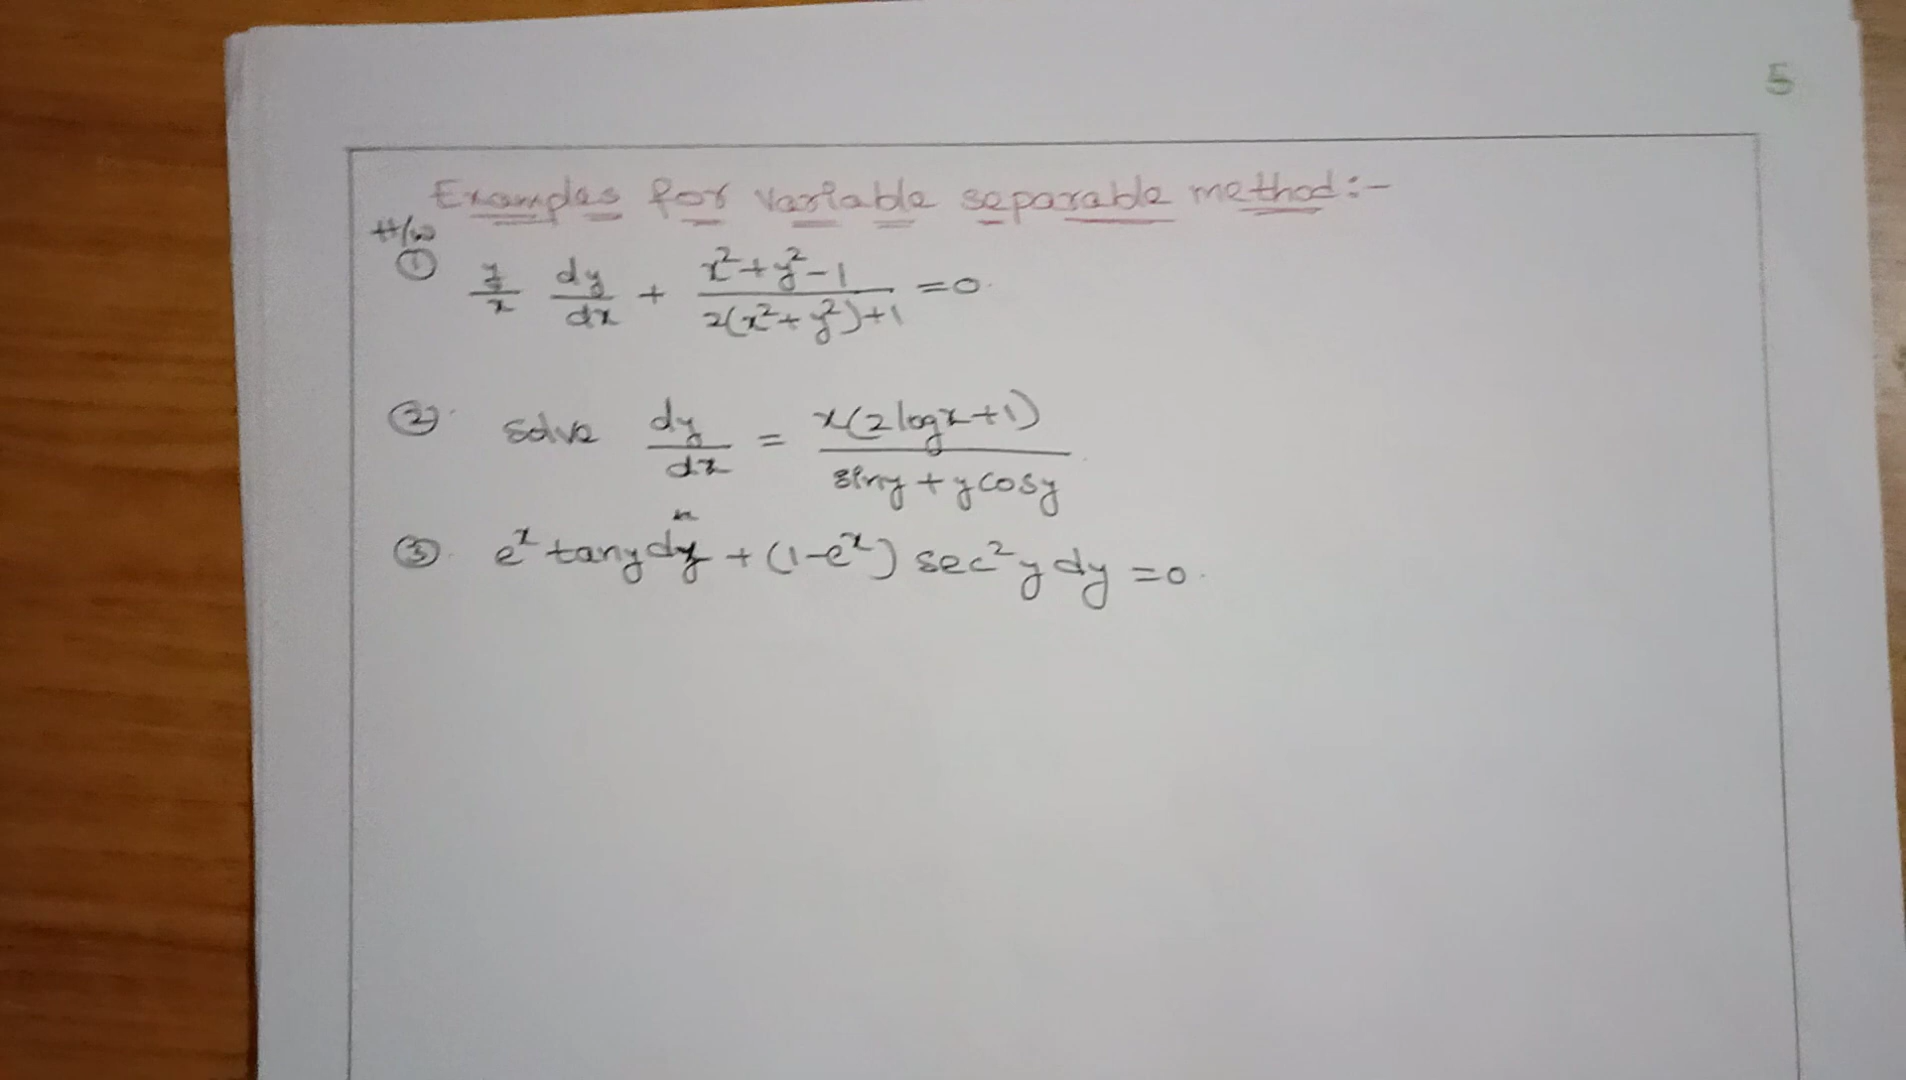 5
Examples for variable separable method:-
H/W
① y/x dy/dx + x²+y²-1/2(x²+y²)+1 =0.
②. solve dy/dx = x(2logx+1)/siny+ycosy
③. eˣ tany dx + (1-eˣ) sec²y dy =0.